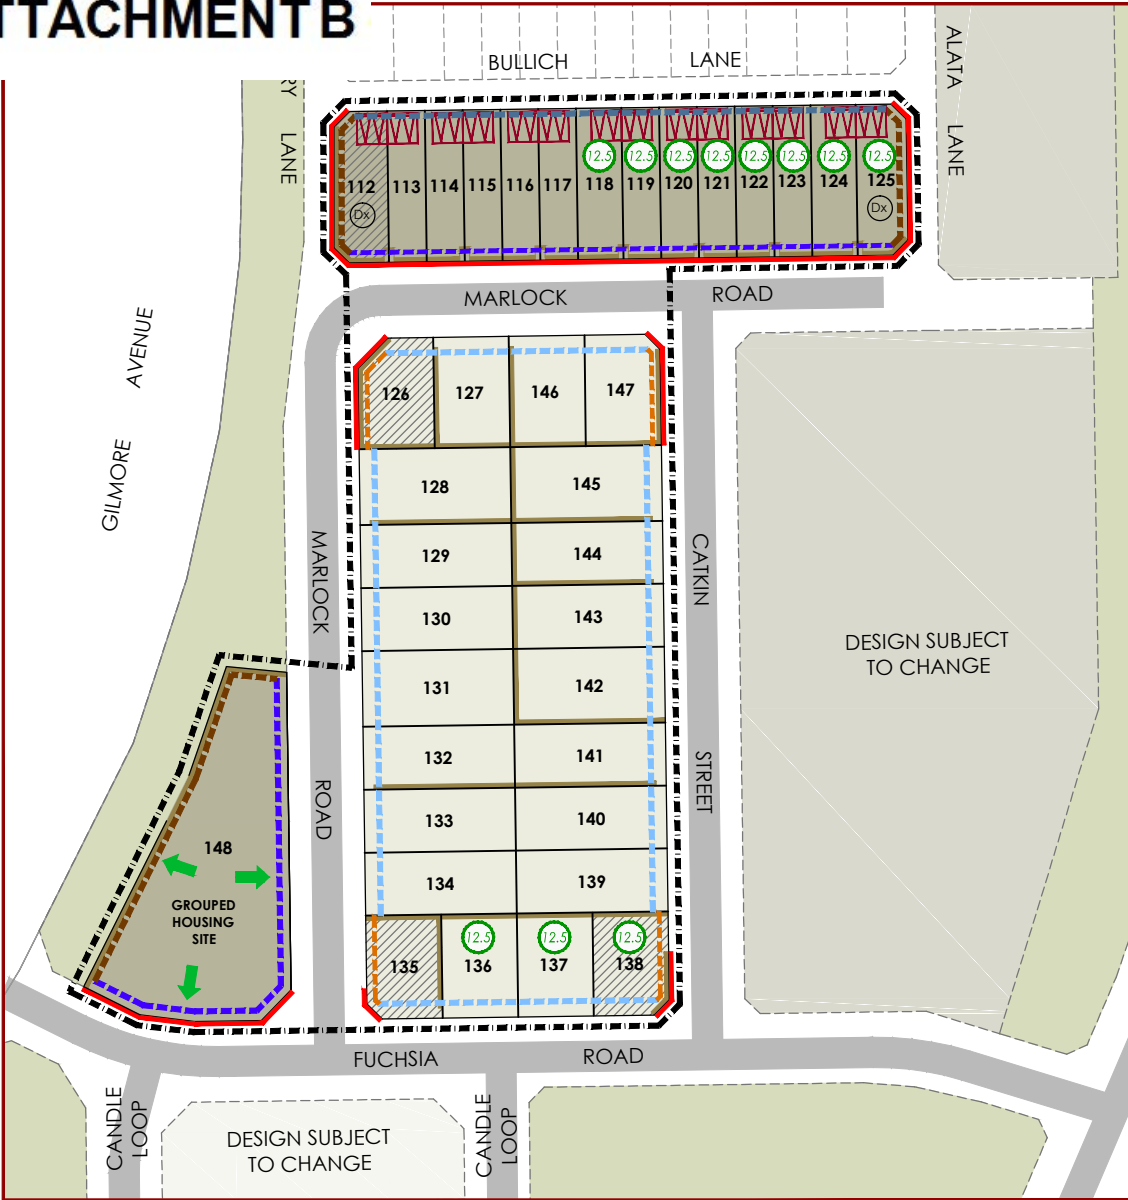 TTACHMENT B
BULLICH LANE
ALATA LANE
RY LANE
12.5 12.5 12.5 12.5 12.5 12.5 12.5 12.5
112 113 114 115 116 117 118 119 120 121 122 123 124 125
Dx Dx
MARLOCK ROAD
GILMORE AVENUE
126 127 146 147
128 145
129 144
130 143
131 142
132 141
133 140
134 139
12.5 12.5 12.5
135 136 137 138
MARLOCK ROAD
CATKIN STREET
DESIGN SUBJECT
TO CHANGE
148
GROUPED
HOUSING
SITE
FUCHSIA ROAD
CANDLE
LOOP
DESIGN SUBJECT
TO CHANGE
CANDLE
LOOP